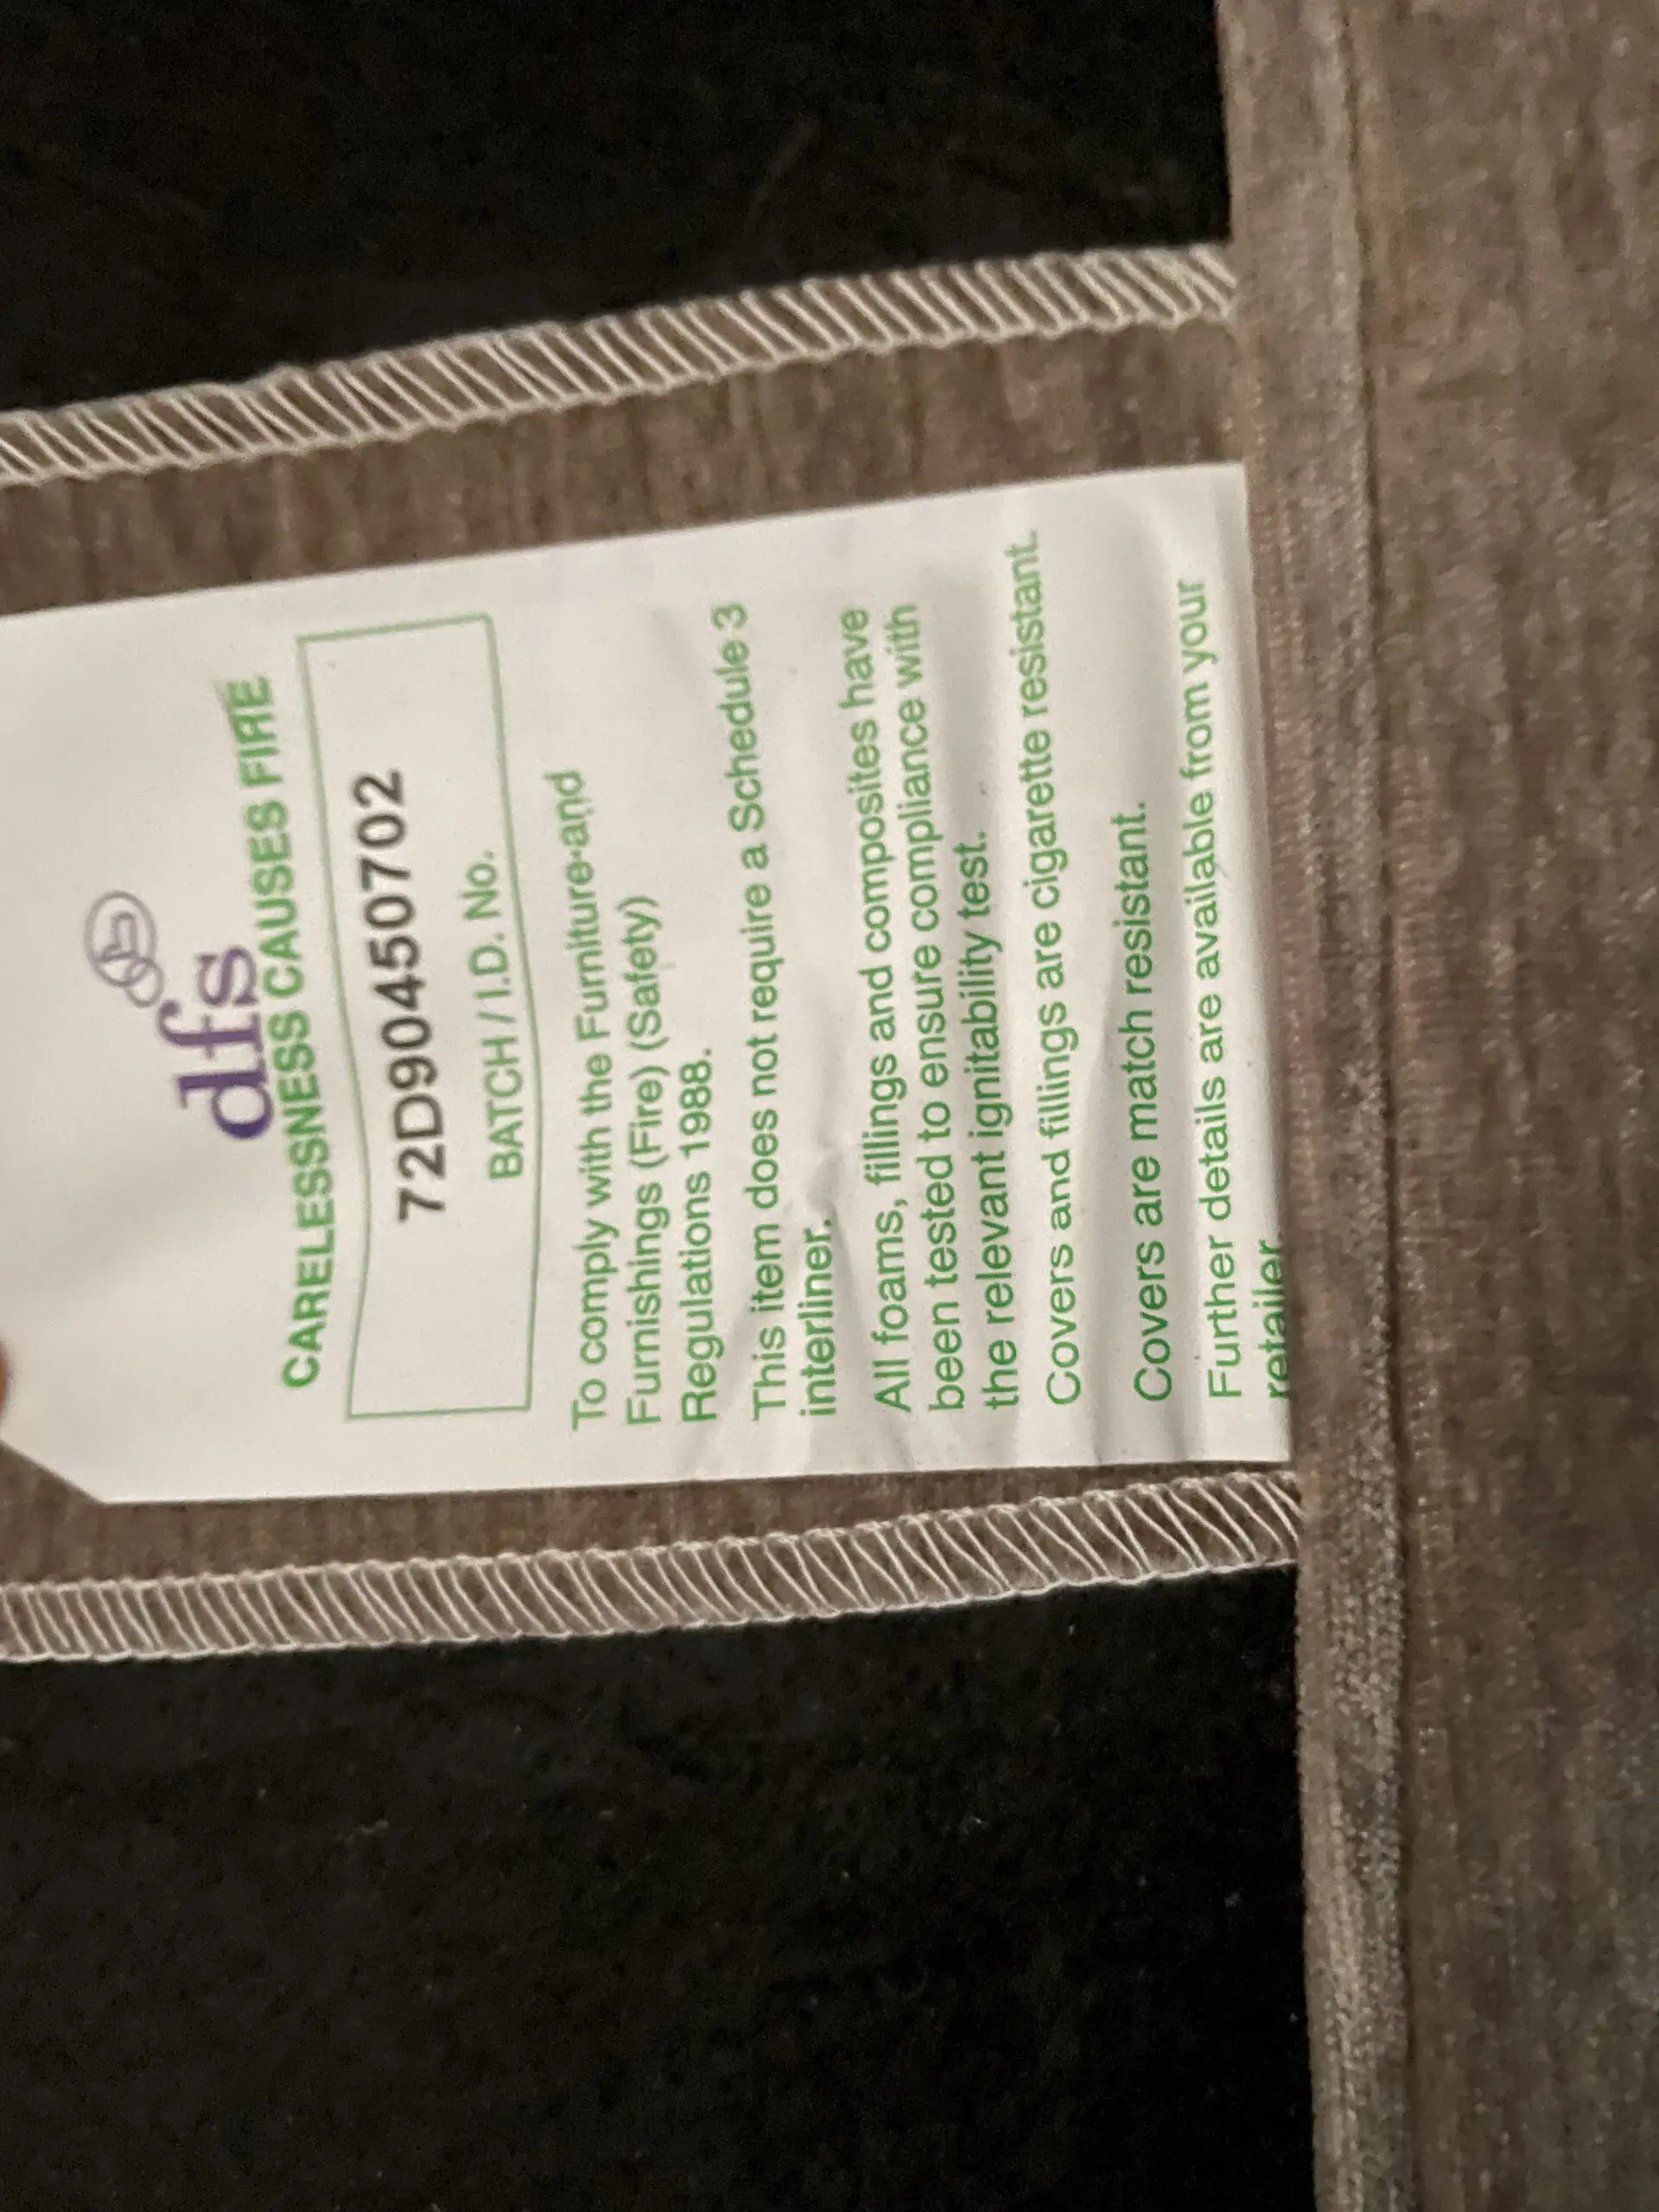 dfs
CARELESSNESS CAUSES FIRE
72D90450702
BATCH / I.D. No.
To comply with the Furniture and
Furnishings (Fire) (Safety)
Regulations 1988.
This item does not require a Schedule 3
interliner.
All foams, fillings and composites have
been tested to ensure compliance with
the relevant ignitability test.
Covers and fillings are cigarette resistant.
Covers are match resistant.
Further details are available from your
retailer